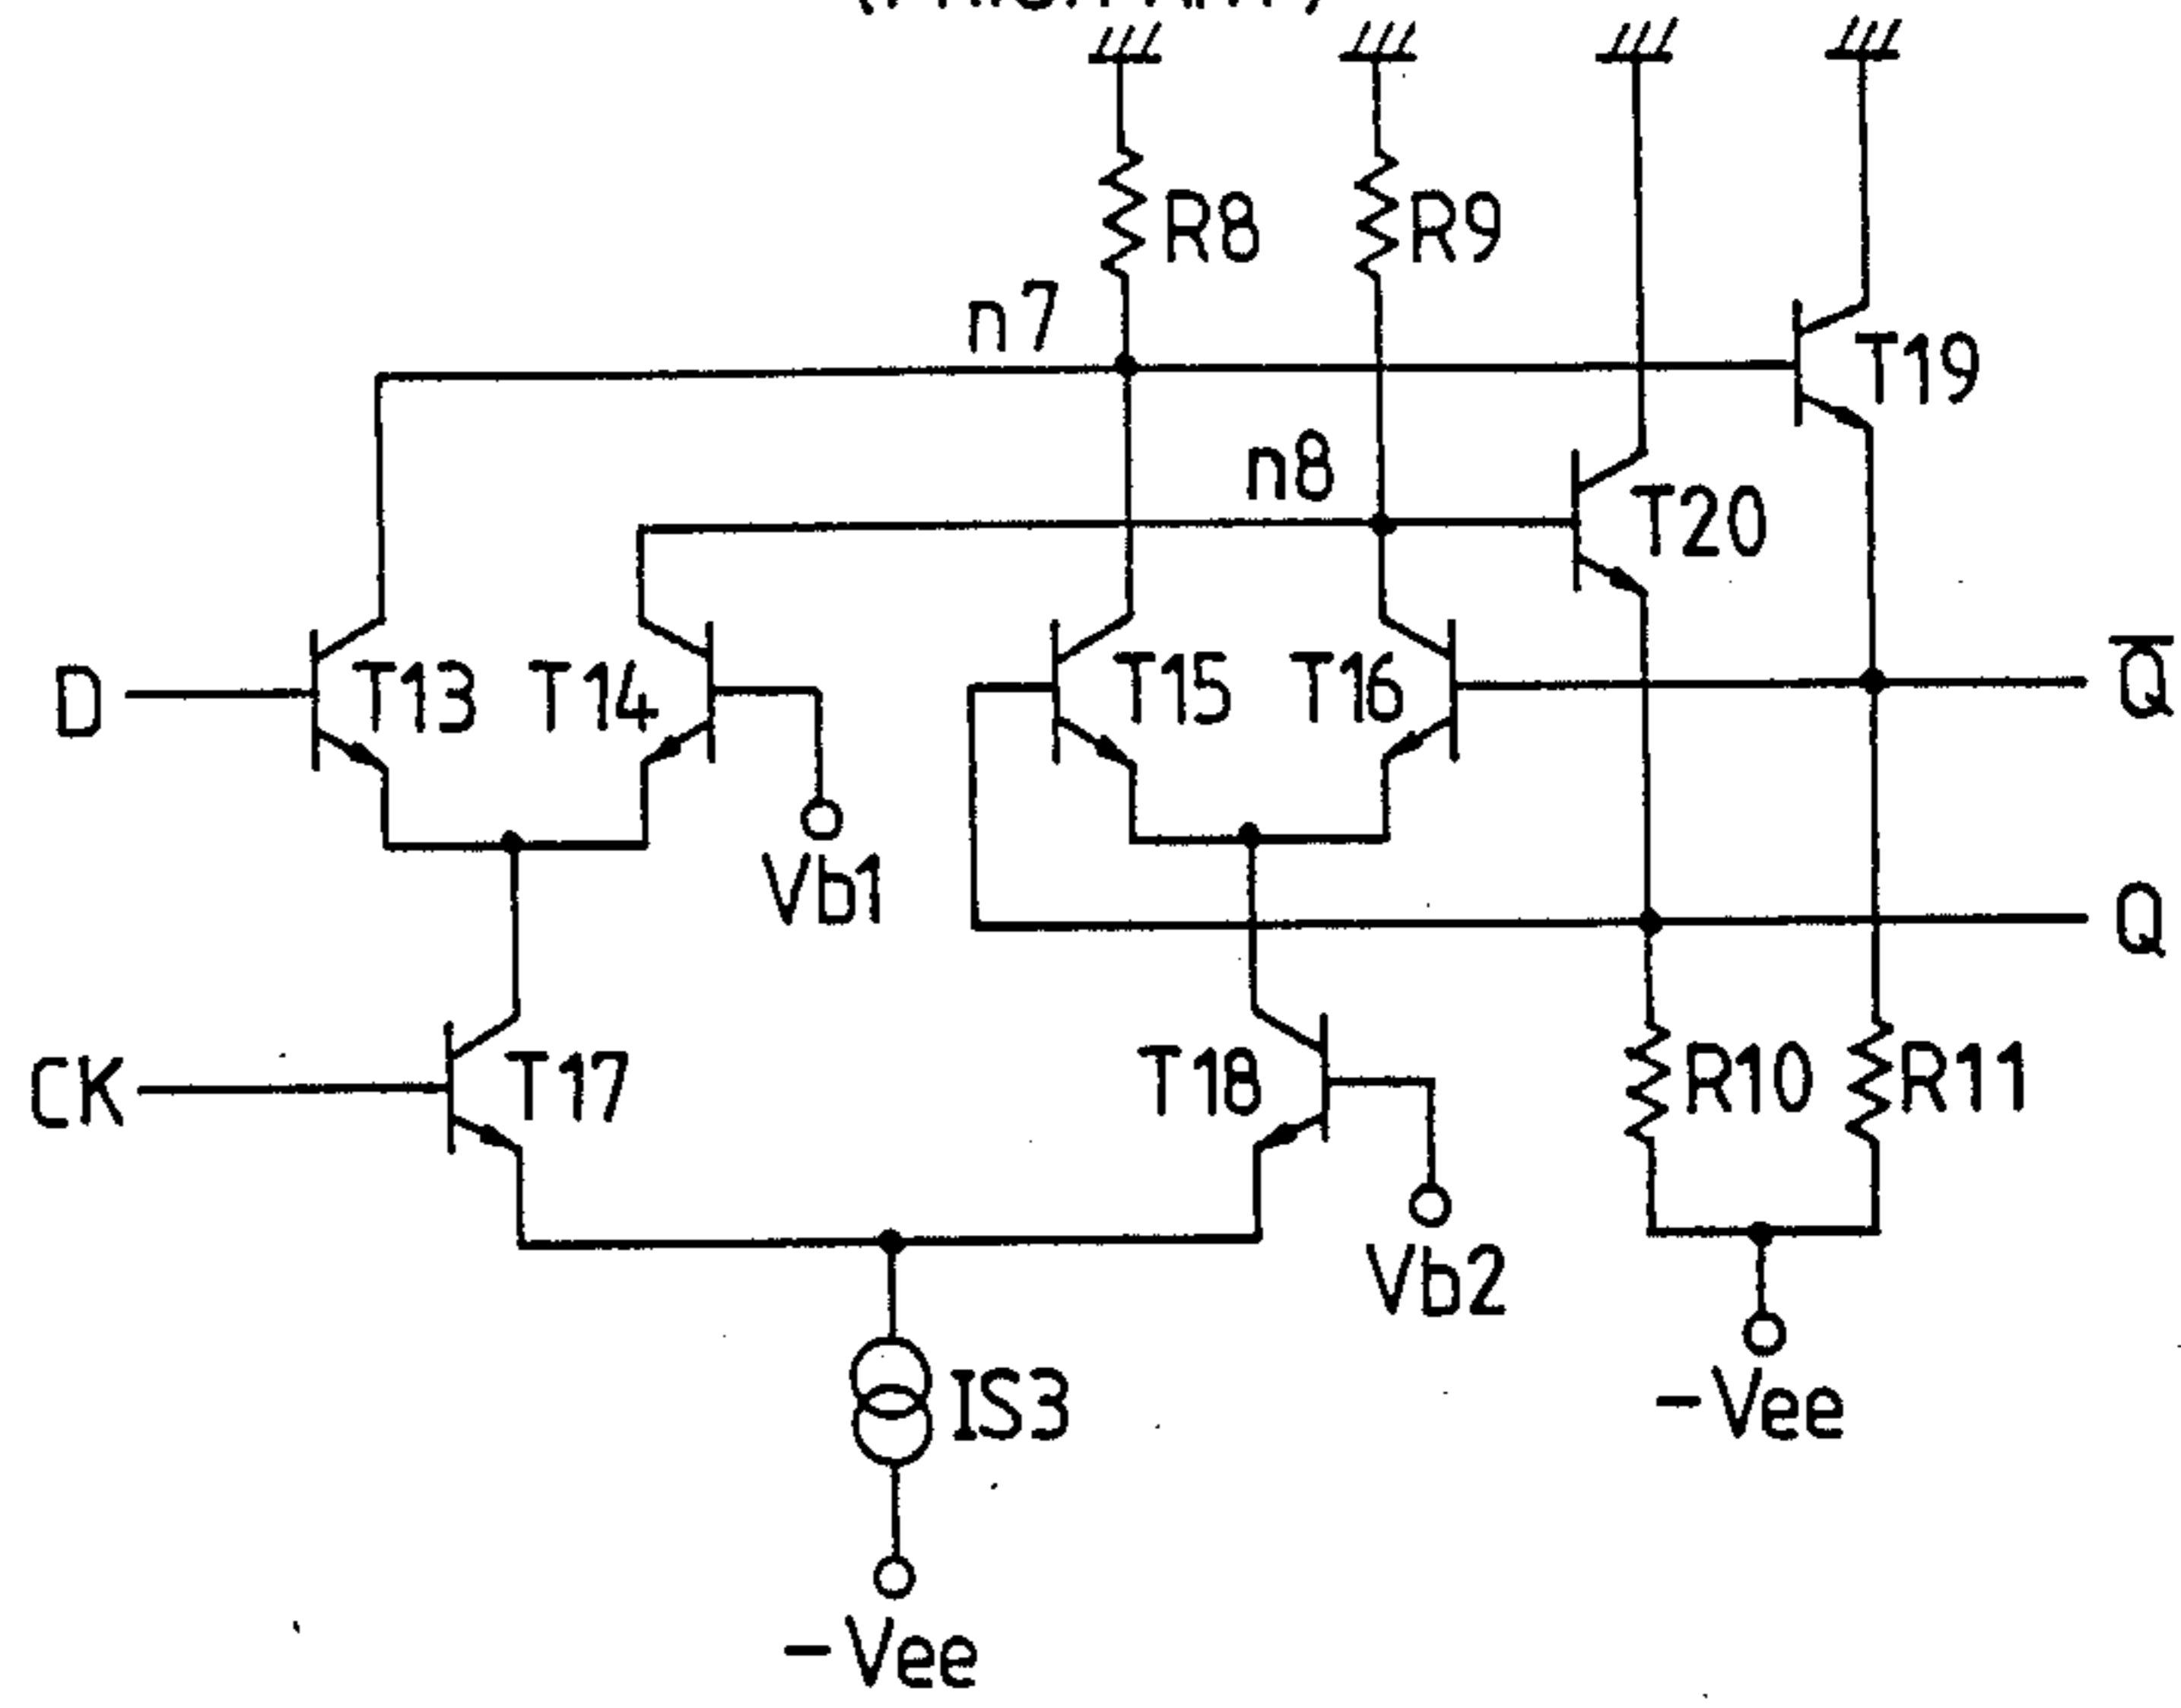 R8
R9
n7
T19
n8
T20
D
T13
T14
T15
T16
Q̅
Vb1
Q
CK
T17
T18
R10
R11
Vb2
IS3
-Vee
-Vee